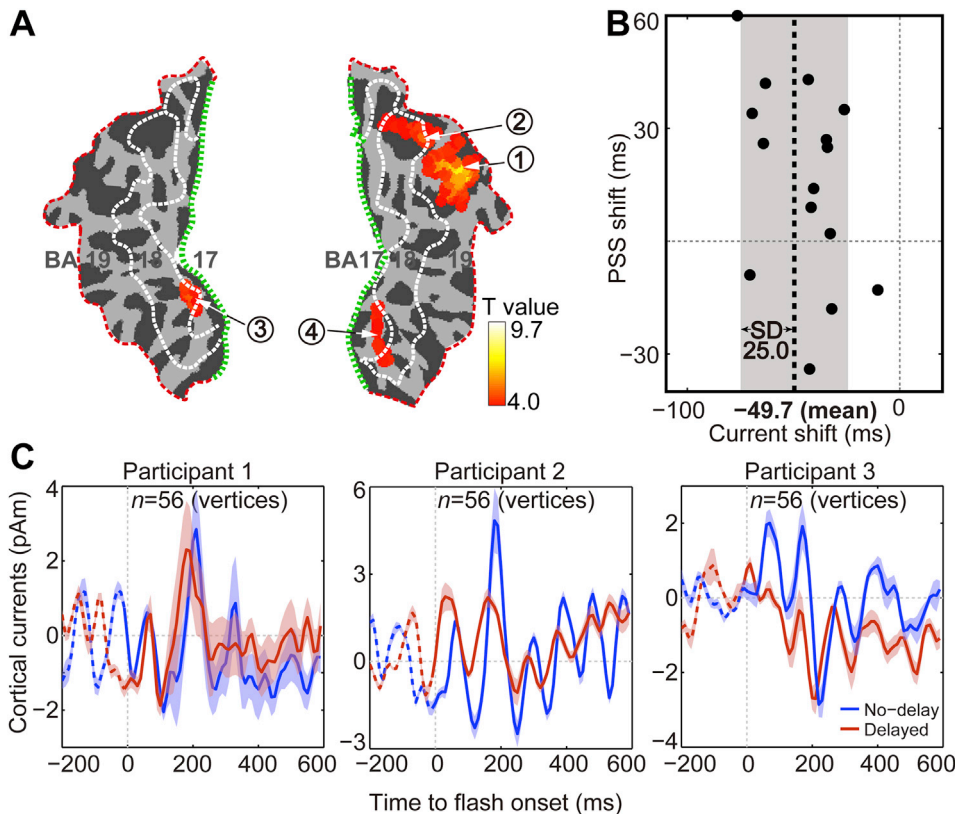 A
②
①
BA19 18 17
BA17 18 19
③
④
T value
9.7
4.0
B
60
30
−30
PSS shift (ms)
SD
25.0
−100
−49.7 (mean)
0
Current shift (ms)
C
Participant 1
n=56 (vertices)
Participant 2
n=56 (vertices)
Participant 3
n=56 (vertices)
Cortical currents (pAm)
4
2
0
−2
6
3
0
−3
2
0
−2
−4
No−delay
Delayed
−200 0 200 400 600
−200 0 200 400 600
−200 0 200 400 600
Time to flash onset (ms)